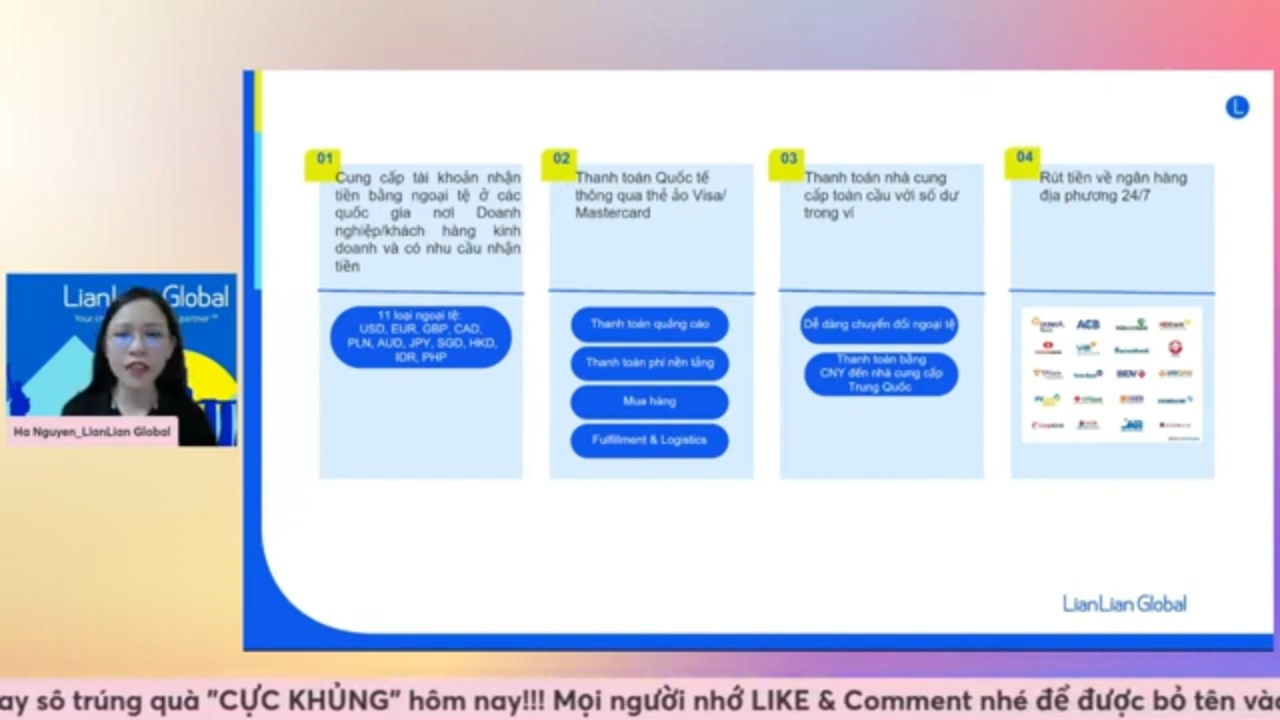 L
01
Cung cấp tài khoản nhận
tiền bằng ngoại tệ ở các
quốc gia nơi Doanh
nghiệp/khách hàng kinh
doanh và có nhu cầu nhận
tiền
11 loại ngoại tệ:
USD, EUR, GBP, CAD,
PLN, AUD, JPY, SGD, HKD,
IDR, PHP
02
Thanh toán Quốc tế
thông qua thẻ ảo Visa/
Mastercard
Thanh toán quảng cáo
Thanh toán phí nền tảng
Mua hàng
Fulfillment & Logistics
03
Thanh toán nhà cung
cấp toàn cầu với số dư
trong ví
Dễ dàng chuyển đổi ngoại tệ
Thanh toán bằng
CNY đến nhà cung cấp
Trung Quốc
04
Rút tiền về ngân hàng
địa phương 24/7
ACB
VIB
BIDV
LianLian Global
Ha Nguyen_LianLian Global
LianLian Global
ay sô trúng quà "CỰC KHỦNG" hôm nay!!! Mọi người nhớ LIKE & Comment nhé để được bỏ tên và